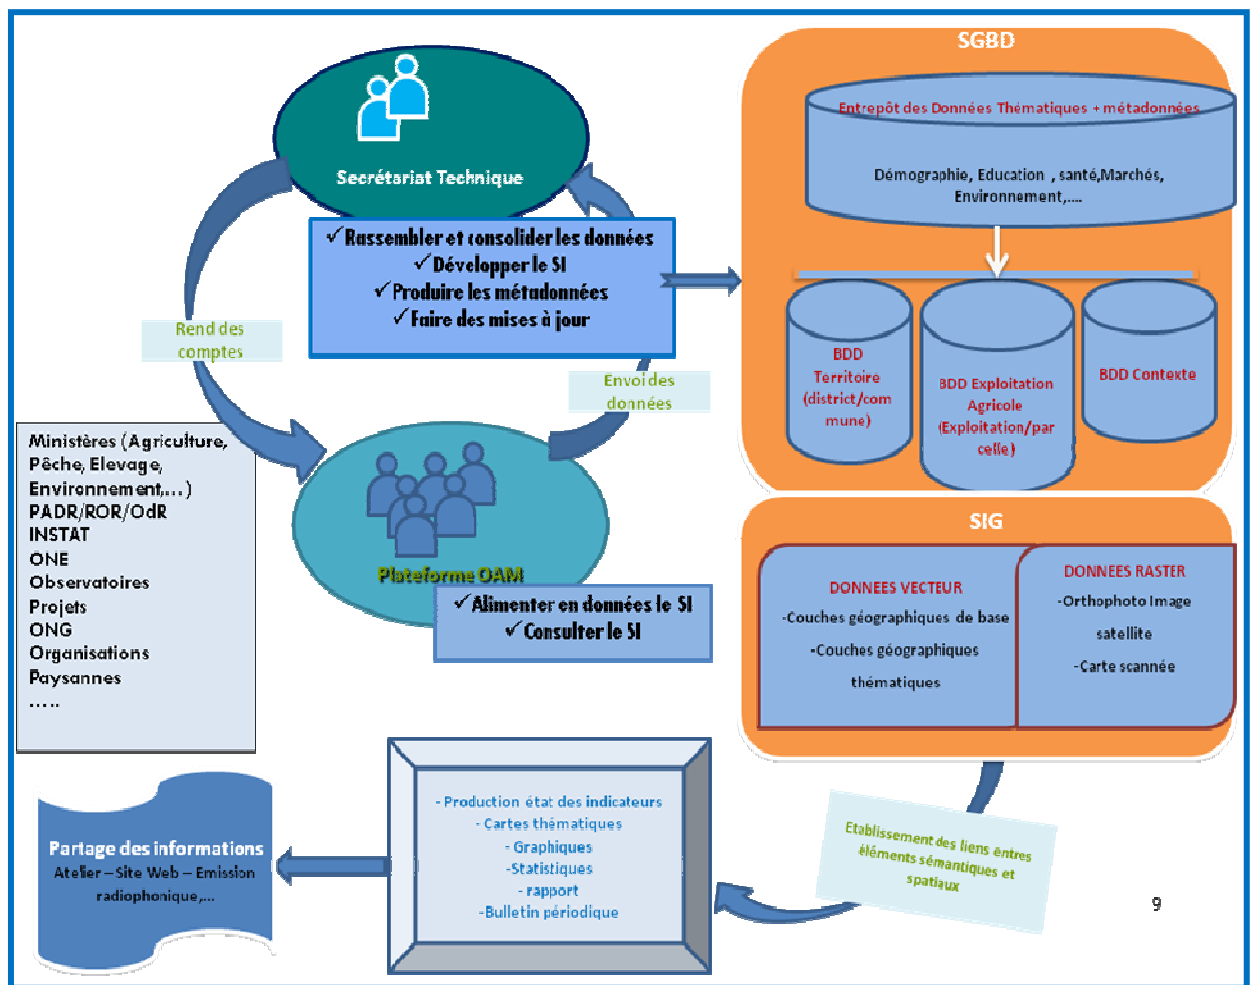 SGBD
Entrepôt des Données Thématiques + métadonnées
Démographie, Education , santé,Marchés,
Environnement,....
BDD
Territoire
(district/com
mune)
BDD Exploitation
Agricole
(Exploitation/par
celle)
BDD Contexte
Secrétariat Technique
✓Rassembler et consolider les données
✓Développer le SI
✓Produire les métadonnées
✓Faire des mises à jour
Rend des
comptes
Envoi des
données
Ministères (Agriculture,
Pêche, Elevage,
Environnement,...)
PADR/ROR/OdR
INSTAT
ONE
Observatoires
Projets
ONG
Organisations
Paysannes
.....
Plateforme OAM
✓Alimenter en données le SI
✓Consulter le SI
SIG
DONNEES VECTEUR
-Couches géographiques de base
-Couches géographiques
thématiques
DONNEES RASTER
-Orthophoto Image
satellite
-Carte scannée
Etablissement des liens entres
éléments sémantiques et
spatiaux
- Production état des indicateurs
- Cartes thématiques
- Graphiques
-Statistiques
- rapport
-Bulletin périodique
Partage des informations
Atelier – Site Web – Emission
radiophonique,...
9